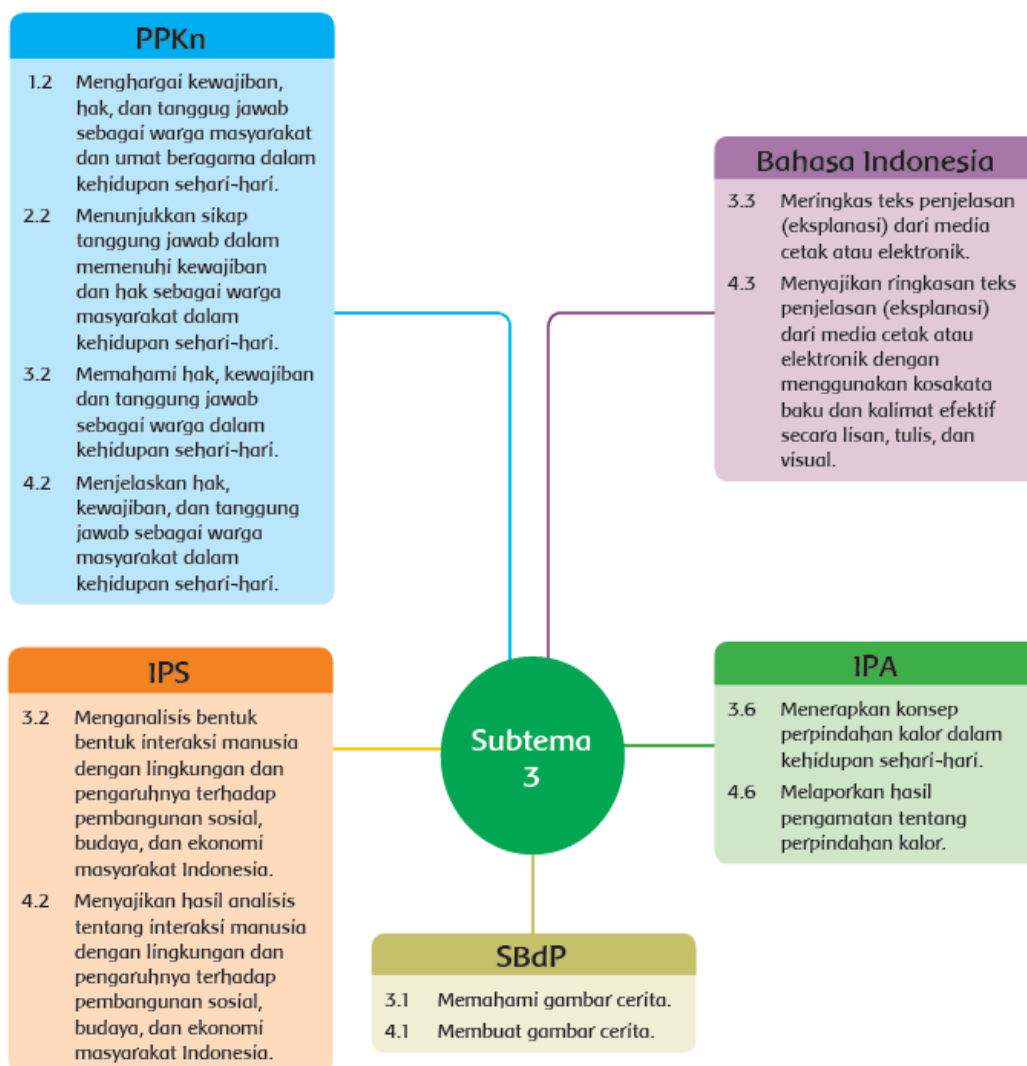 PPKn
1.2 Menghargai kewajiban,
hak, dan tanggug jawab
sebagai warga masyarakat
dan umat beragama dalam
kehidupan sehari-hari.
2.2 Menunjukkan sikap
tanggung jawab dalam
memenuhi kewajiban
dan hak sebagai warga
masyarakat dalam
kehidupan sehari-hari.
3.2 Memahami hak, kewajiban
dan tanggung jawab
sebagai warga dalam
kehidupan sehari-hari.
4.2 Menjelaskan hak,
kewajiban, dan tanggung
jawab sebagai warga
masyarakat dalam
kehidupan sehari-hari.
Bahasa Indonesia
3.3 Meringkas teks penjelasan
(eksplanasi) dari media
cetak atau elektronik.
4.3 Menyajikan ringkasan teks
penjelasan (eksplanasi)
dari media cetak atau
elektronik dengan
menggunakan kosakata
baku dan kalimat efektif
secara lisan, tulis, dan
visual.
IPS
3.2 Menganalisis bentuk
bentuk interaksi manusia
dengan lingkungan dan
pengaruhnya terhadap
pembangunan sosial,
budaya, dan ekonomi
masyarakat Indonesia.
4.2 Menyajikan hasil analisis
tentang interaksi manusia
dengan lingkungan dan
pengaruhnya terhadap
pembangunan sosial,
budaya, dan ekonomi
masyarakat Indonesia.
Subtema
3
IPA
3.6 Menerapkan konsep
perpindahan kalor dalam
kehidupan sehari-hari.
4.6 Melaporkan hasil
pengamatan tentang
perpindahan kalor.
SBdP
3.1 Memahami gambar cerita.
4.1 Membuat gambar cerita.